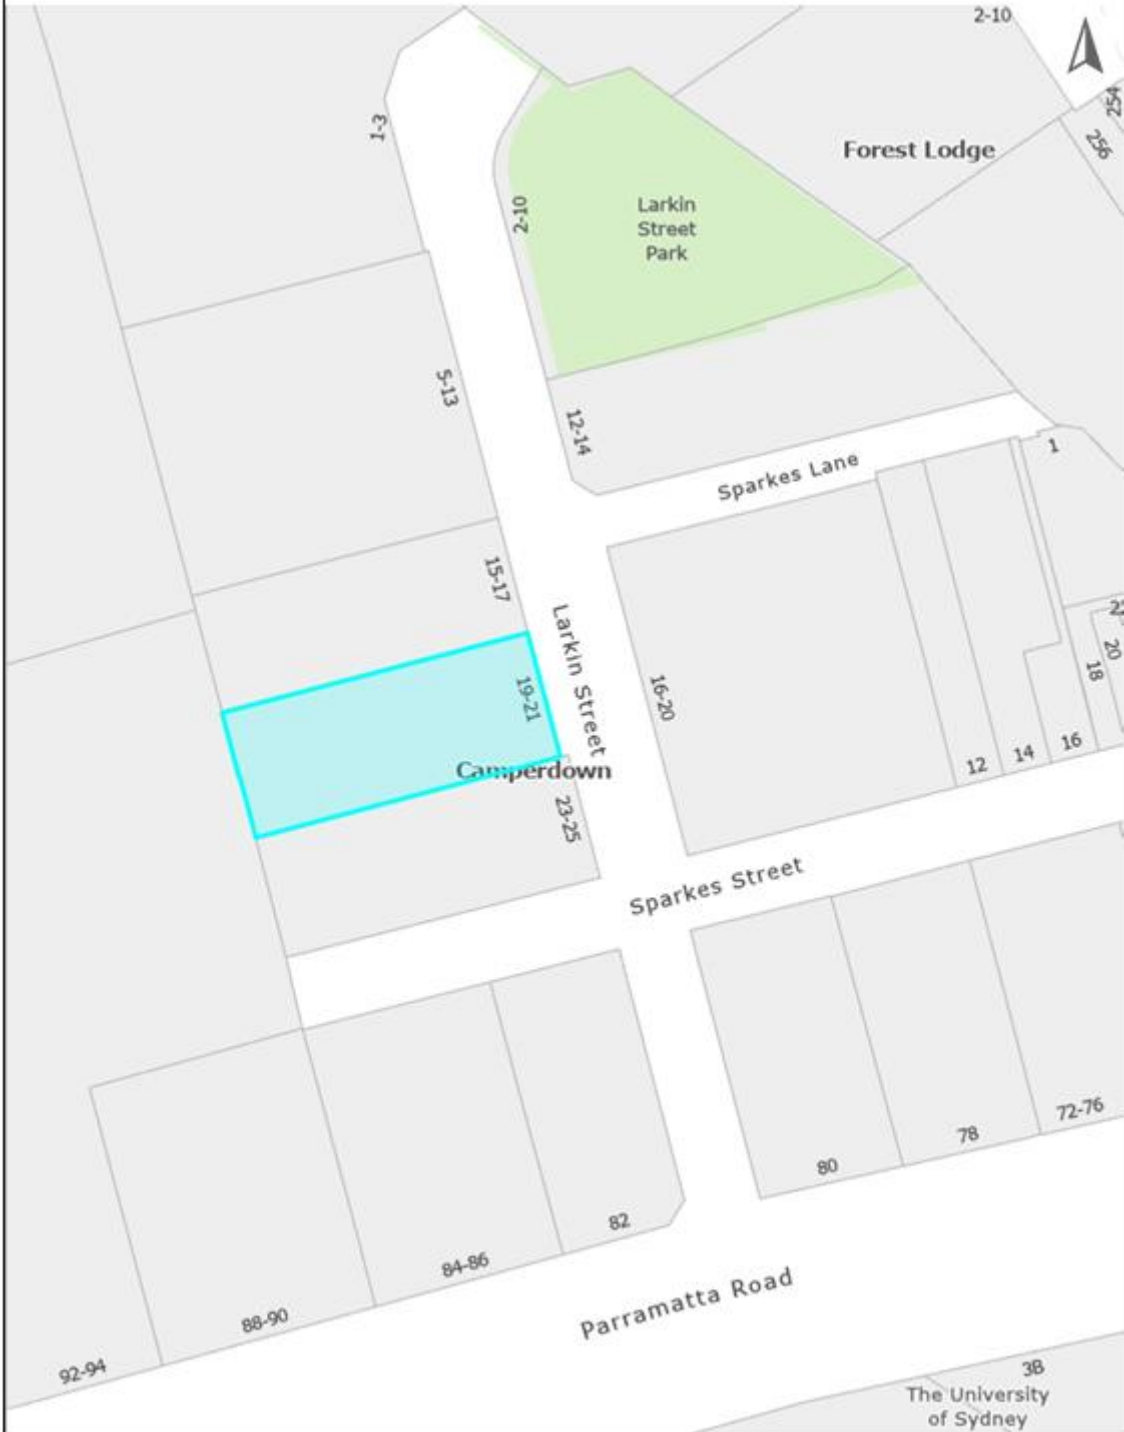 2-10
254
256
1-3
Forest Lodge
2-10
Larkin
Street
Park
5-13
12-14
1
Sparkes Lane
15-17
Larkin Street
20
18
19-21
16-20
16
14
12
Camperdown
23-25
Sparkes Street
72-76
78
80
82
84-86
Parramatta Road
88-90
92-94
3B
The University
of Sydney